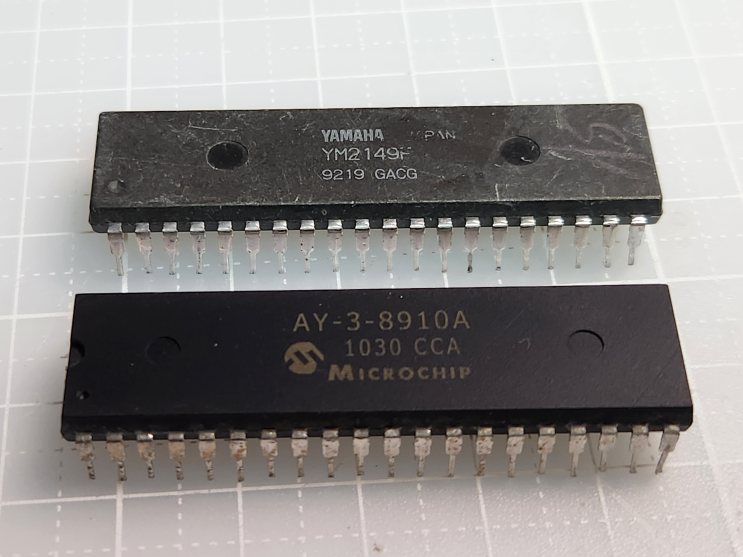 YAMAHA
YM2149F
9219 GACG
AY-3-8910A
1030 CCA
MICROCHIP